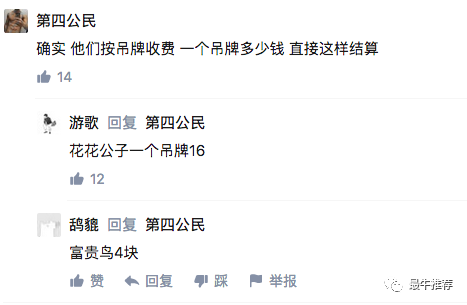 第四公民
确实 他们按吊牌收费 一个吊牌多少钱 直接这样结算
14
游歌 回复 第四公民
花花公子一个吊牌16
12
鸹貔 回复 第四公民
富贵鸟4块
赞 回复 踩 举报
最牛推荐